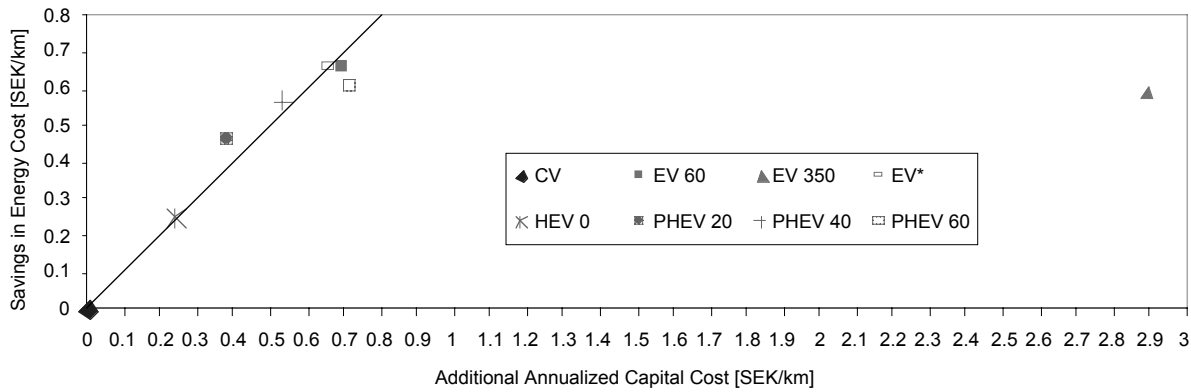 Savings in Energy Cost [SEK/km]
0.8
0.7
0.6
0.5
0.4
0.3
0.2
0.1
0
CV EV 60 EV 350 EV*
HEV 0 PHEV 20 PHEV 40 PHEV 60
0 0.1 0.2 0.3 0.4 0.5 0.6 0.7 0.8 0.9 1 1.1 1.2 1.3 1.4 1.5 1.6 1.7 1.8 1.9 2 2.1 2.2 2.3 2.4 2.5 2.6 2.7 2.8 2.9 3
Additional Annualized Capital Cost [SEK/km]